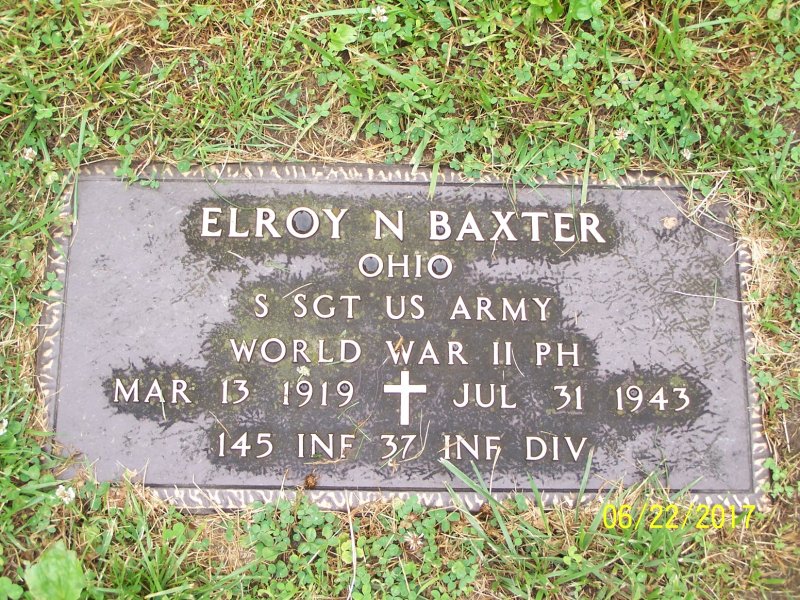 ELROY N BAXTER
OHIO
S SGT US ARMY
WORLD WAR II PH
MAR 13 1919 JUL 31 1943
145 INF 37 INF DIV
06/22/2017